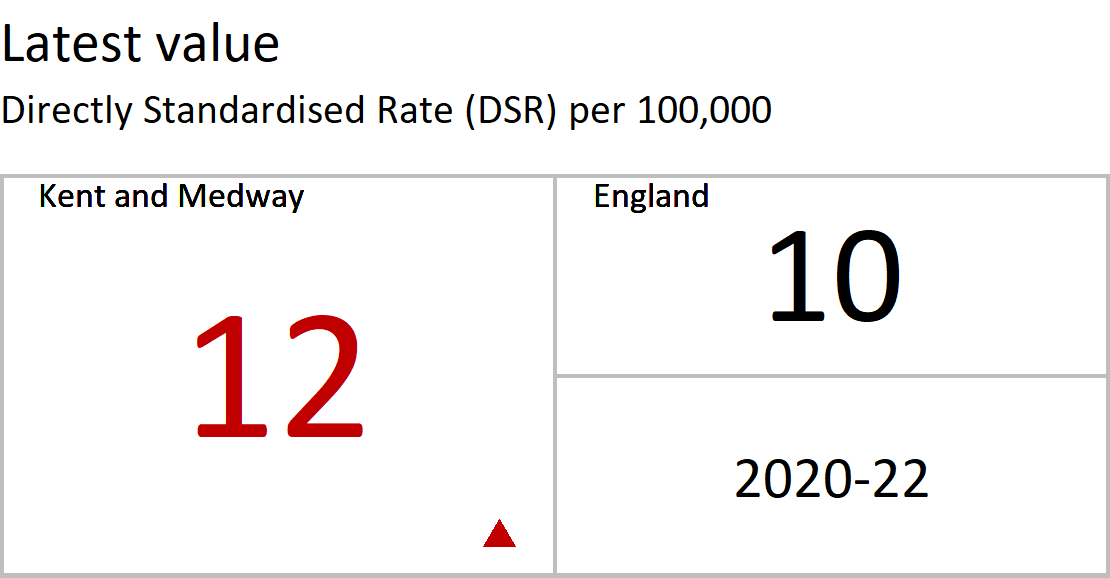 Latest value
Directly Standardised Rate (DSR) per 100,000
Kent and Medway
12
England
10
2020-22